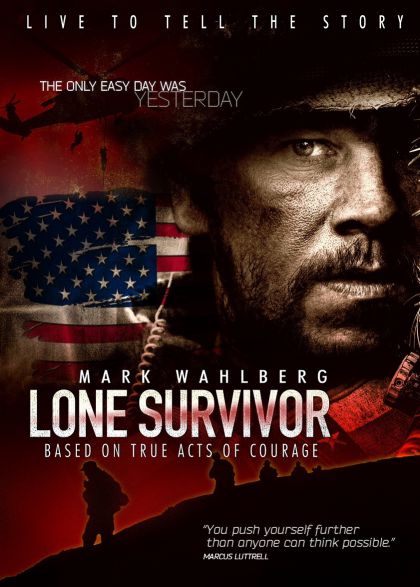 LIVE TO TELL THE STORY
THE ONLY EASY DAY WAS
YESTERDAY
MARK WAHLBERG
LONE SURVIVOR
BASED ON TRUE ACTS OF COURAGE
"You push yourself further
than anyone can think possible."
MARCUS LUTTRELL